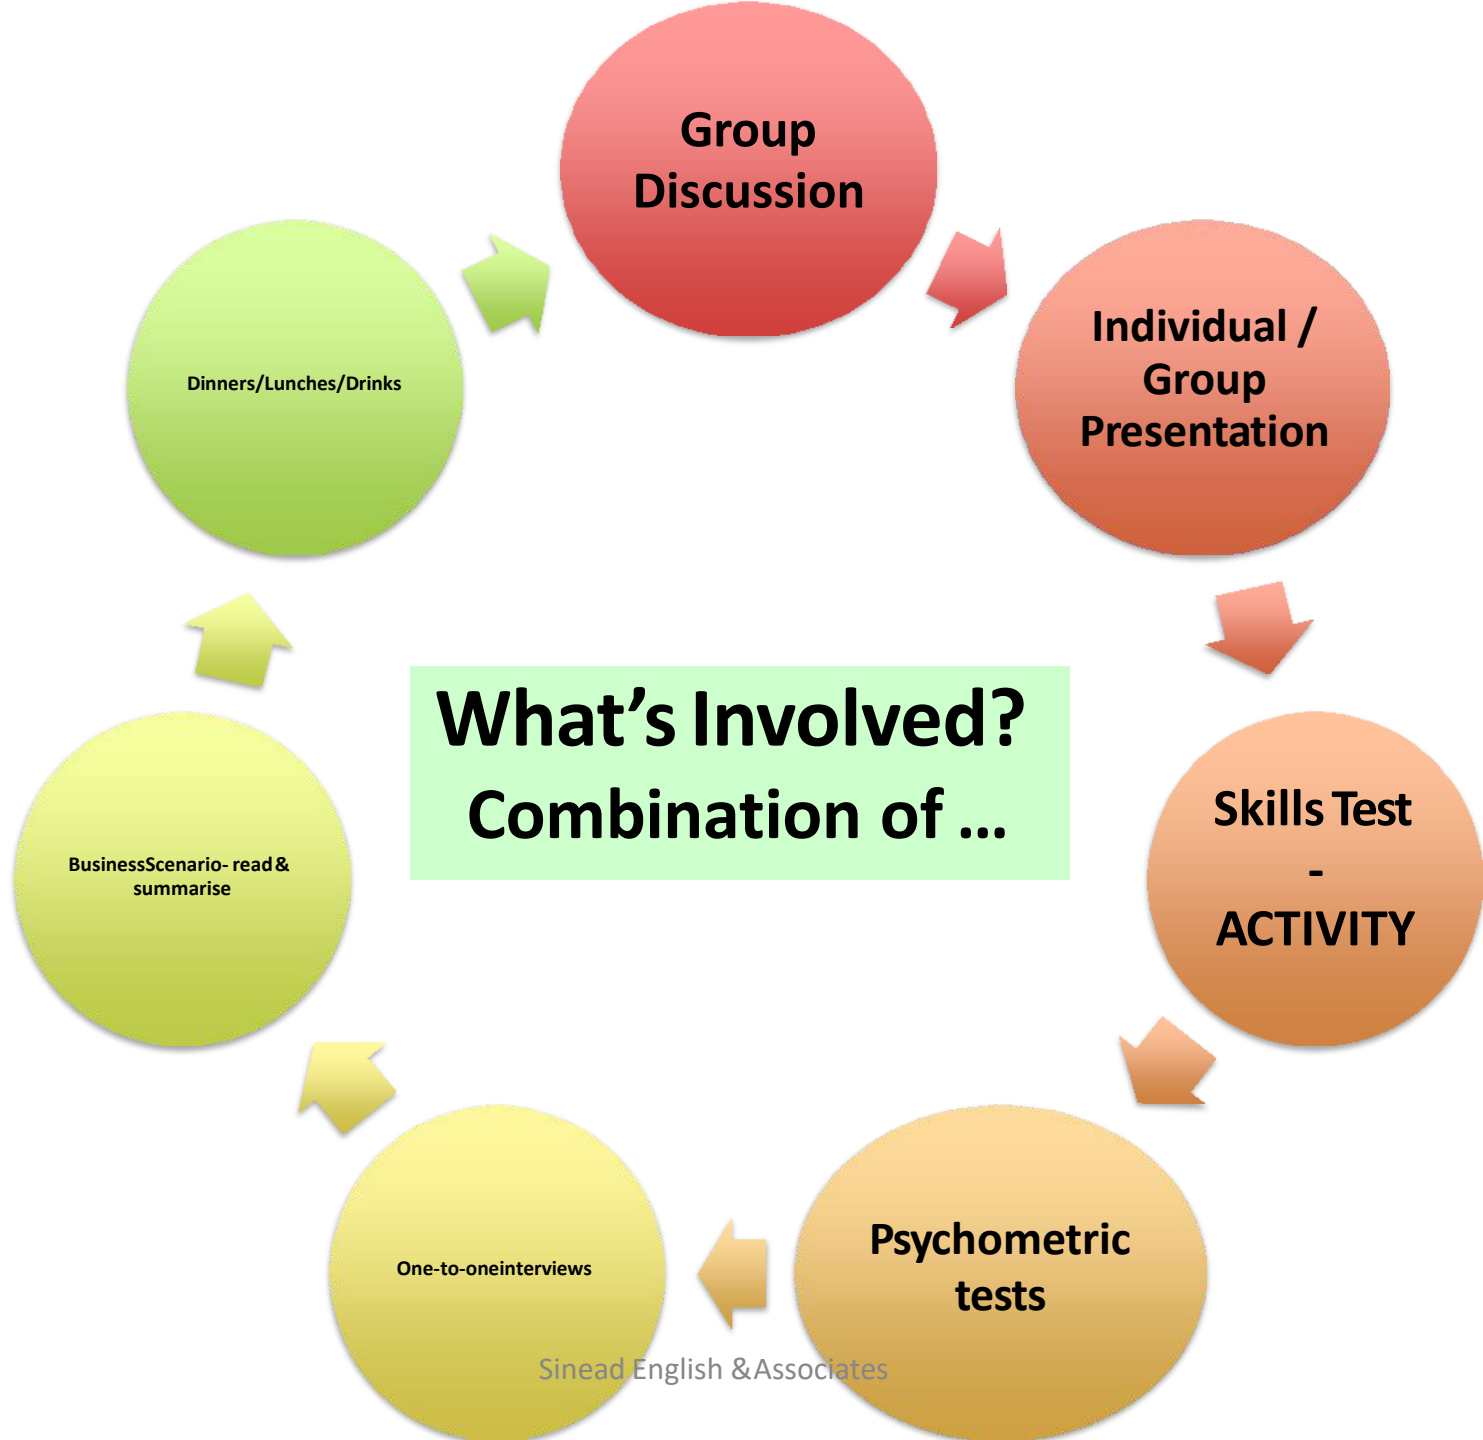 Group
Discussion
Individual /
Group
Presentation
Skills Test
-
ACTIVITY
Psychometric
tests
One-to-oneinterviews
BusinessScenario- read &
summarise
Dinners/Lunches/Drinks
What’s Involved?
Combination of ...
Sinead English &Associates